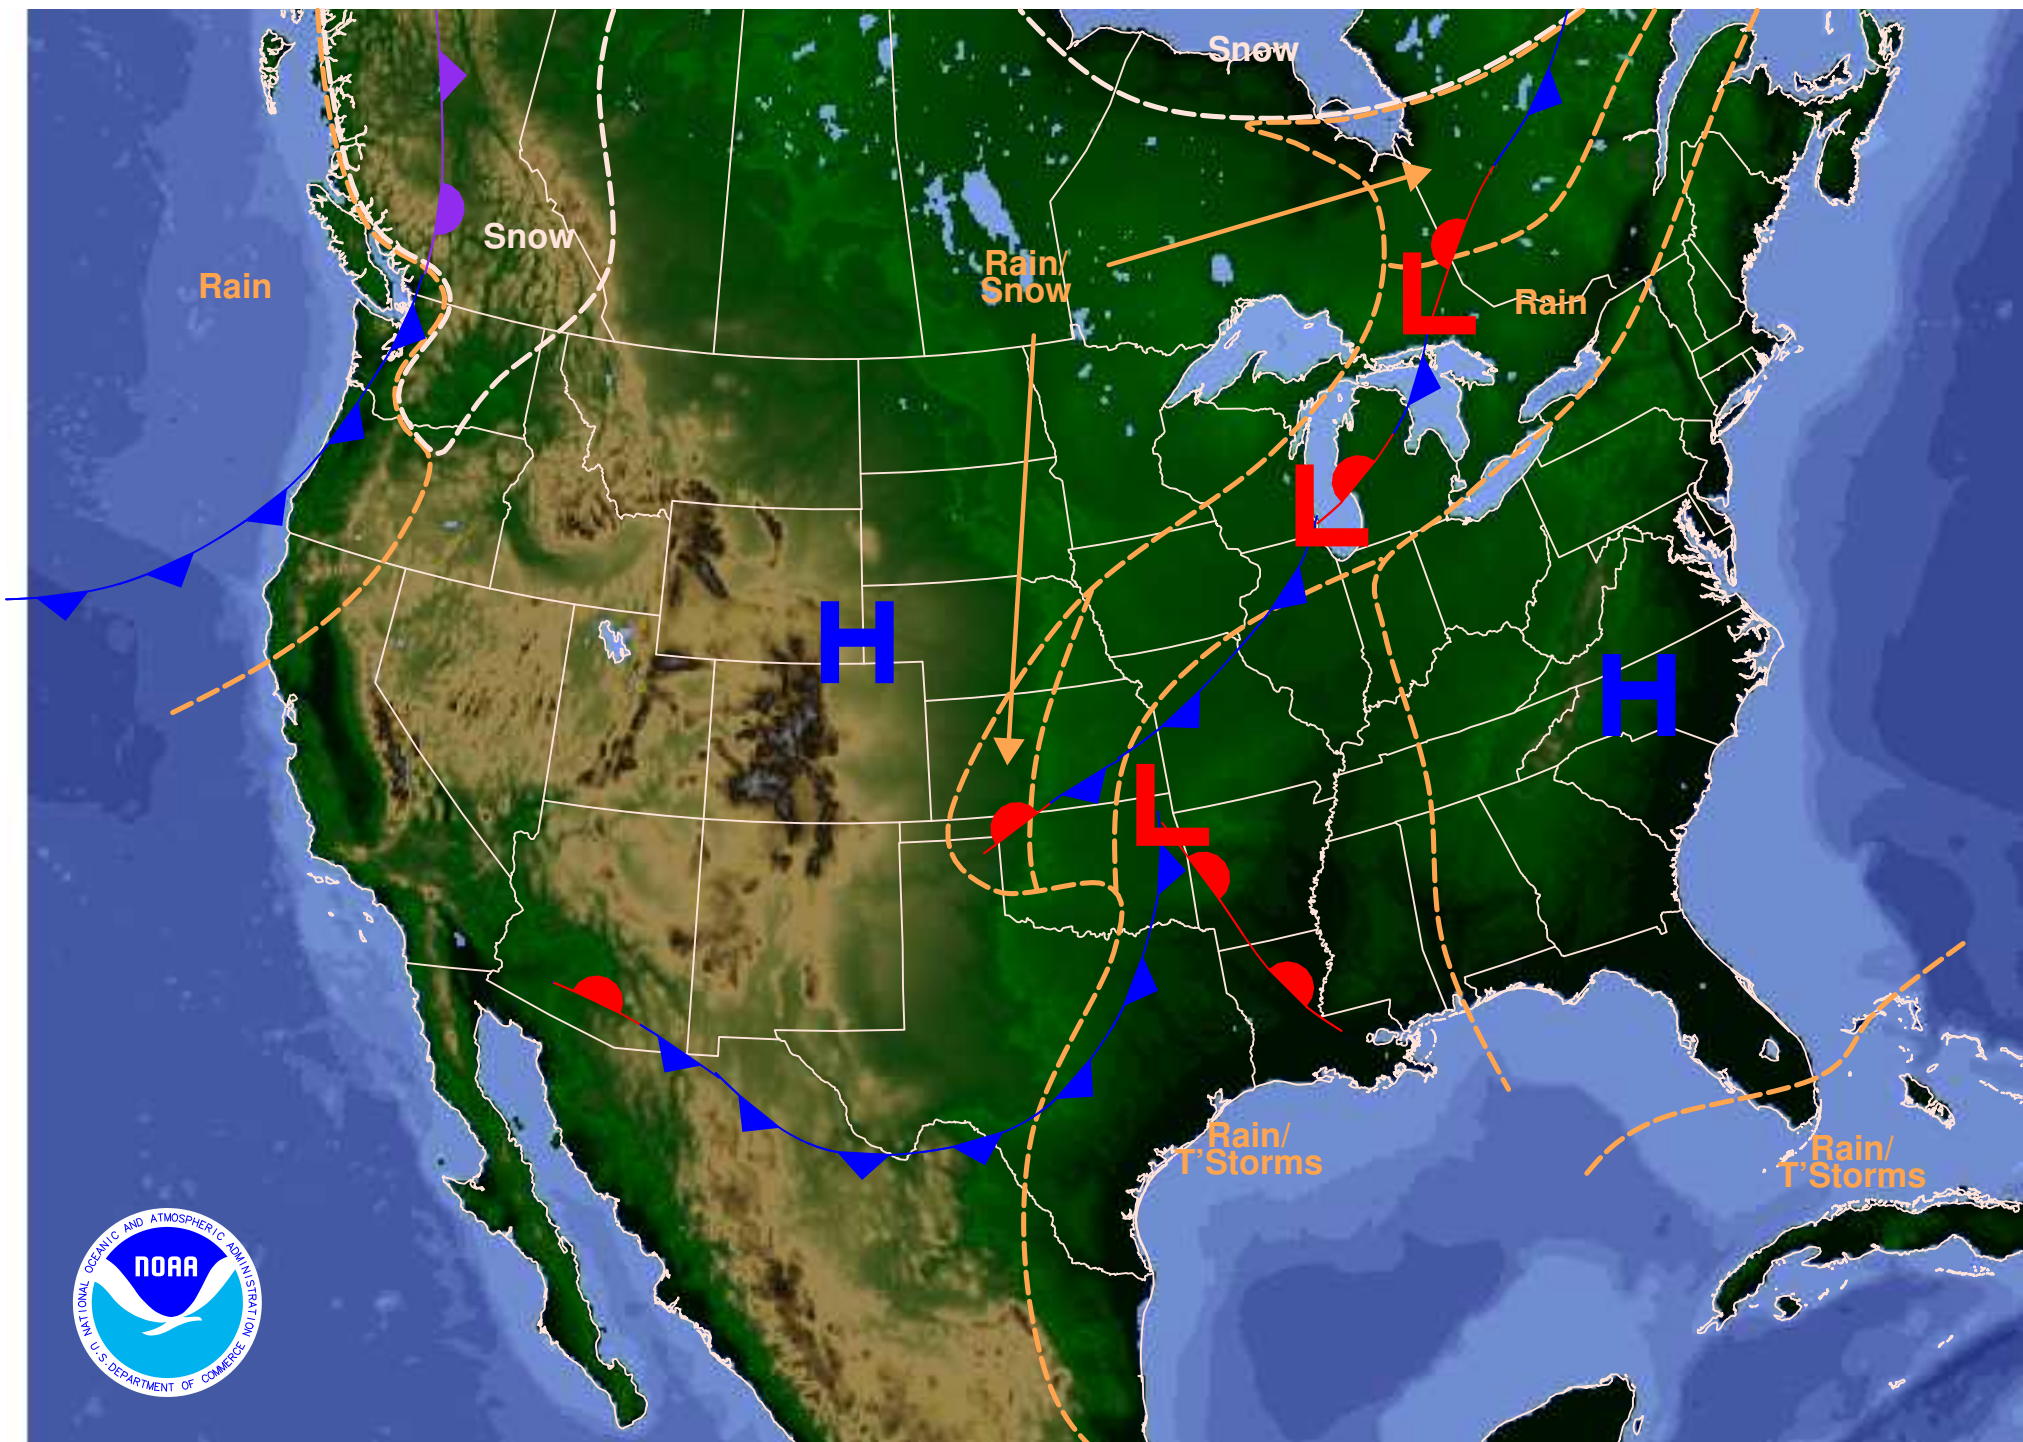 Snow
Snow
Rain/
Snow
Rain
Rain
L
L
H
H
L
Rain/
T'Storms
Rain/
T'Storms
NATIONAL OCEANIC AND ATMOSPHERIC ADMINISTRATION
NOAA
U.S. DEPARTMENT OF COMMERCE